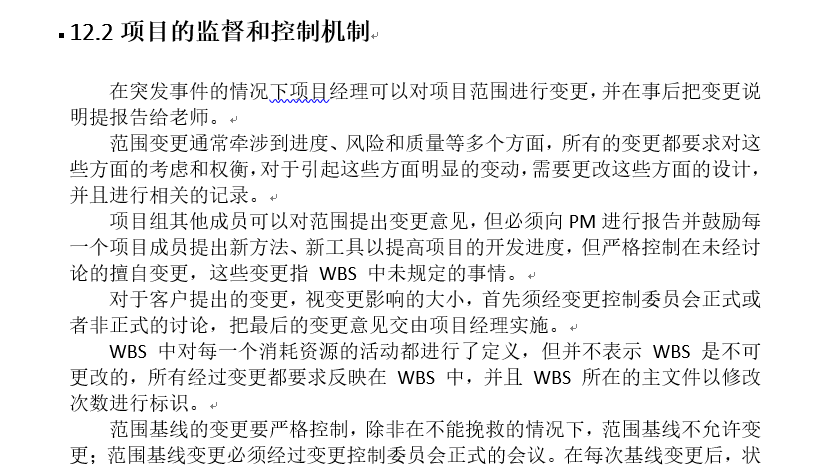 12.2 项目的监督和控制机制
在突发事件的情况下项目经理可以对项目范围进行变更，并在事后把变更说
明提报告给老师。
范围变更通常牵涉到进度、风险和质量等多个方面，所有的变更都要求对这
些方面的考虑和权衡，对于引起这些方面明显的变动，需要更改这些方面的设计，
并且进行相关的记录。
项目组其他成员可以对范围提出变更意见，但必须向 PM 进行报告并鼓励每
一个项目成员提出新方法、新工具以提高项目的开发进度，但严格控制在未经讨
论的擅自变更，这些变更指 WBS 中未规定的事情。
对于客户提出的变更，视变更影响的大小，首先须经变更控制委员会正式或
者非正式的讨论，把最后的变更意见交由项目经理实施。
WBS 中对每一个消耗资源的活动都进行了定义，但并不表示 WBS 是不可
更改的，所有经过变更都要求反映在 WBS 中，并且 WBS 所在的主文件以修改
次数进行标识。
范围基线的变更要严格控制，除非在不能挽救的情况下，范围基线不允许变
更；范围基线变更必须经过变更控制委员会正式的会议。在每次基线变更后，状